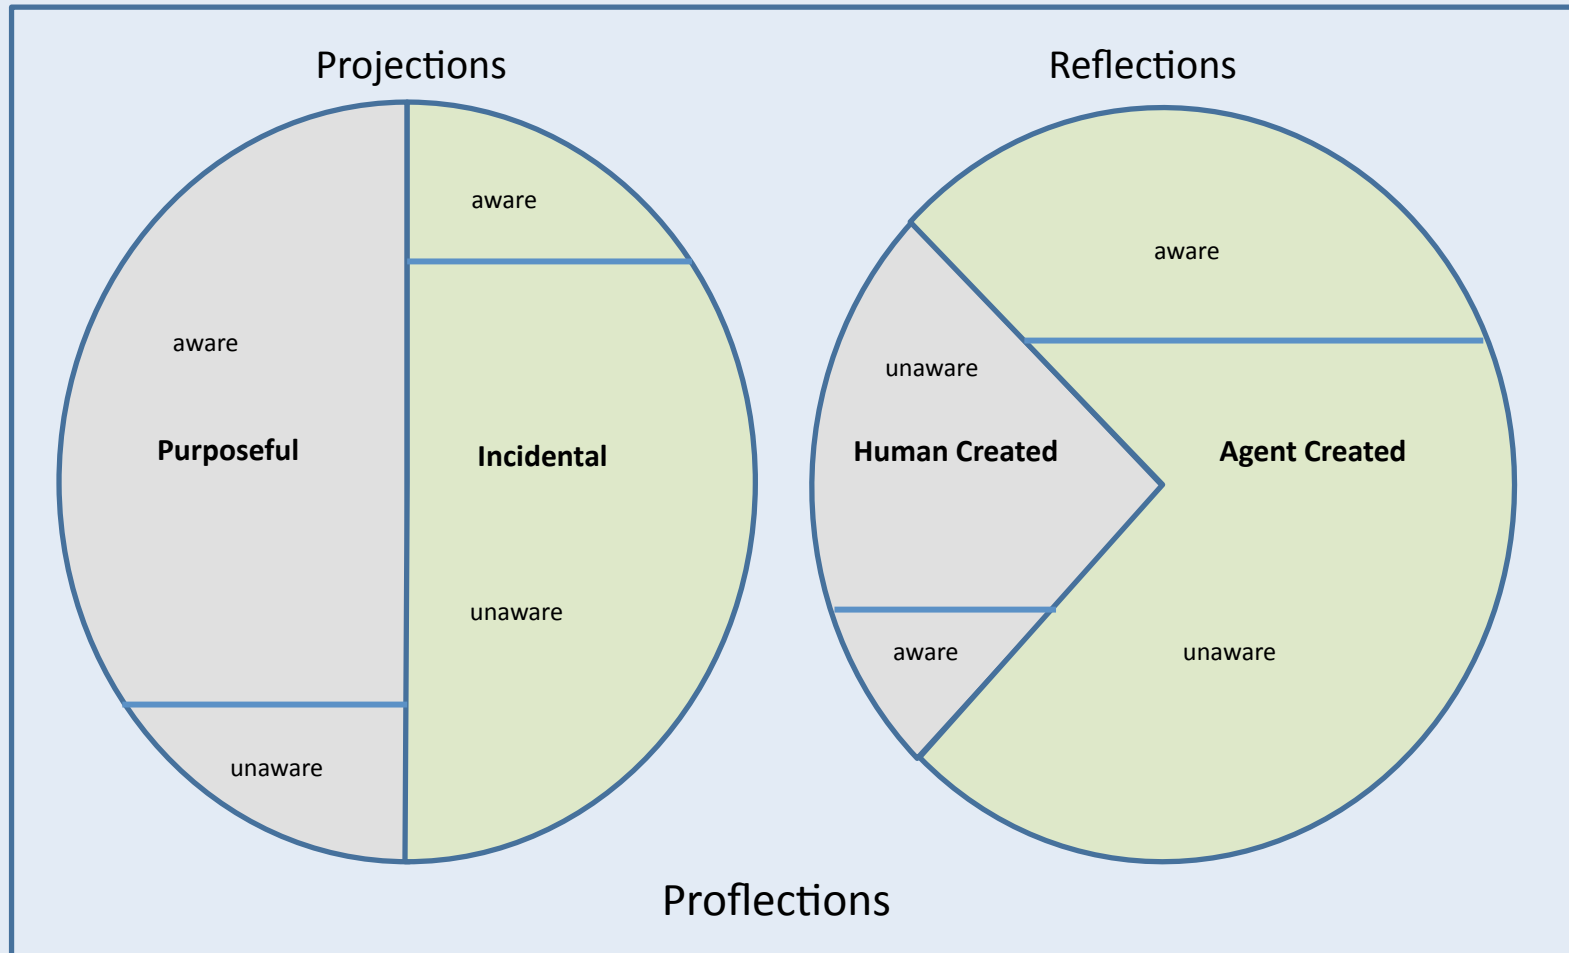 Projections
aware
aware
Purposeful
Incidental
unaware
unaware
Reflections
aware
unaware
Human Created
Agent Created
aware
unaware
Proflections